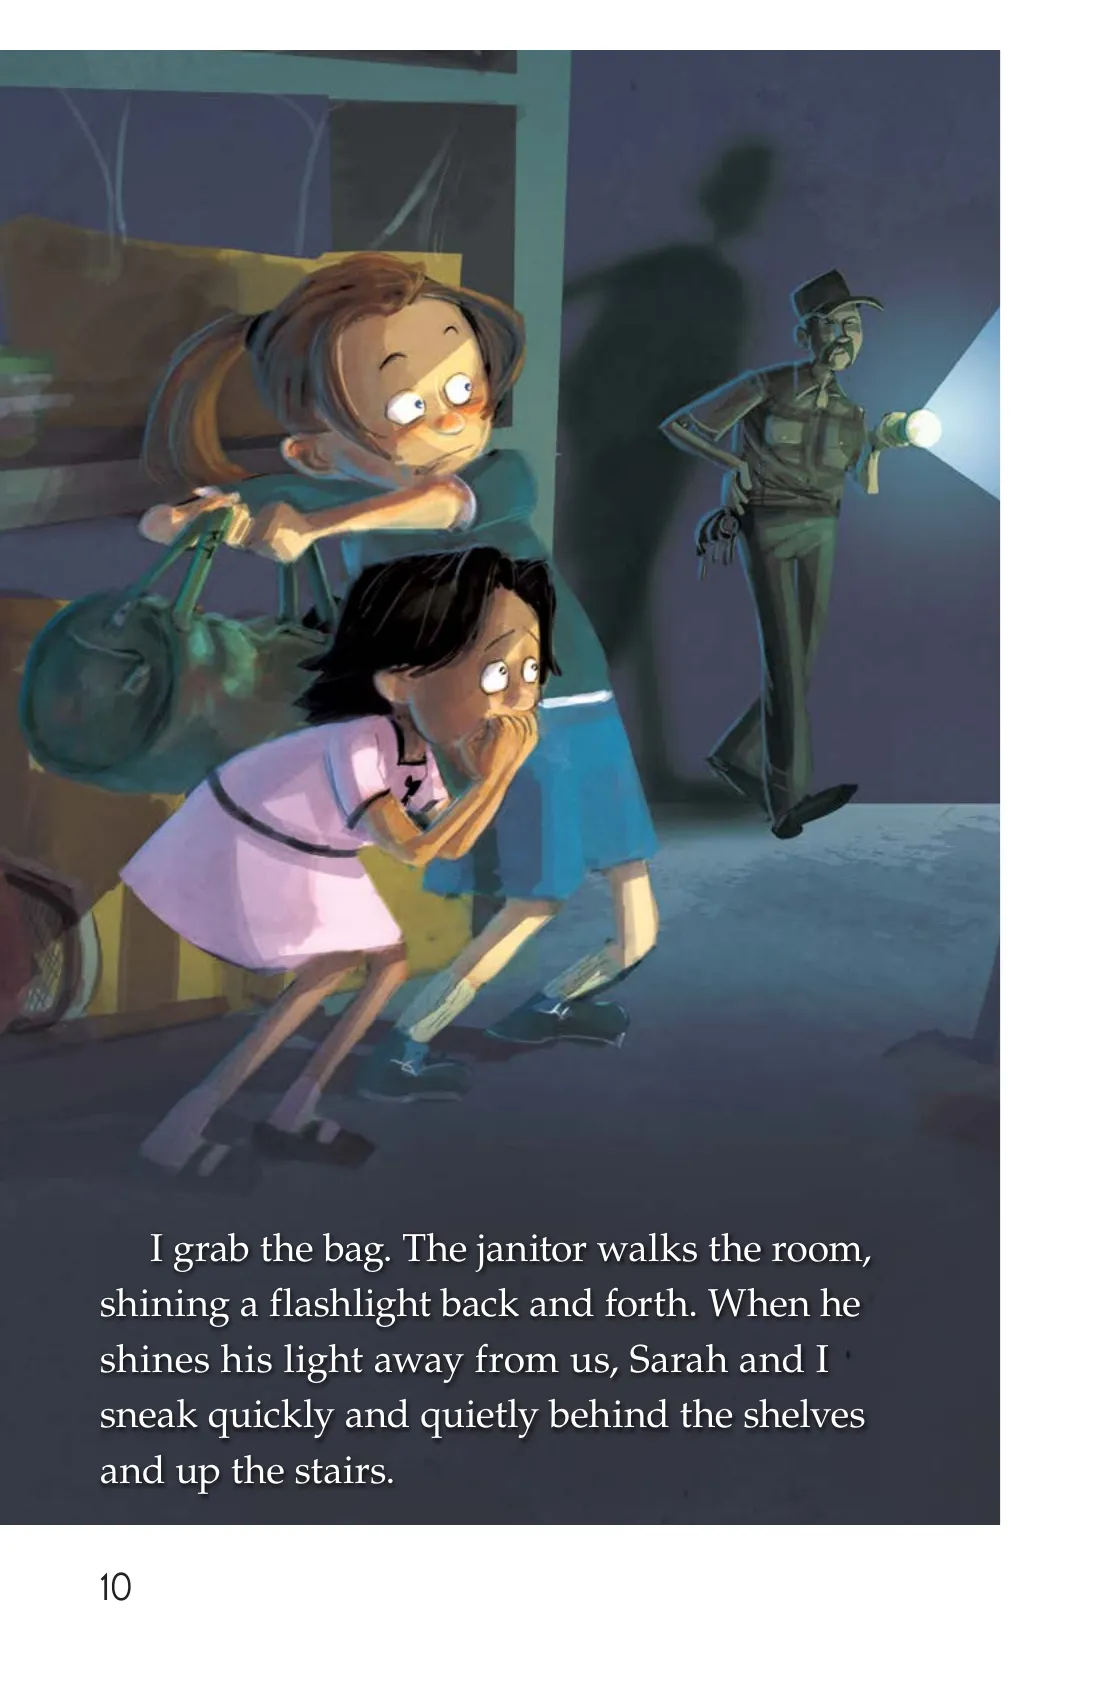 I grab the bag. The janitor walks the room,
shining a flashlight back and forth. When he
shines his light away from us, Sarah and I
sneak quickly and quietly behind the shelves
and up the stairs.
10